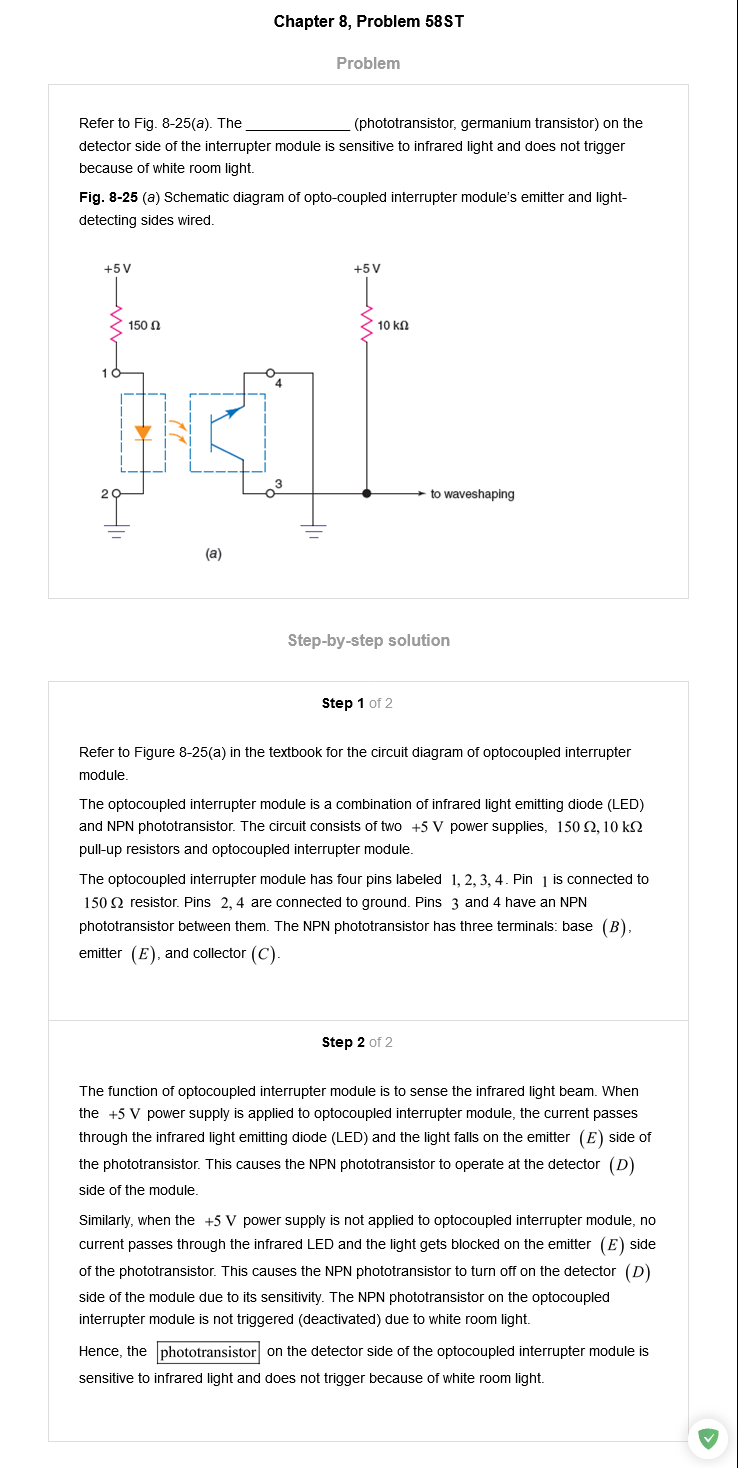 Chapter 8, Problem 58ST
Problem
Refer to Fig. 8-25(a). The ______________ (phototransistor, germanium transistor) on the
detector side of the interrupter module is sensitive to infrared light and does not trigger
because of white room light.
Fig. 8-25 (a) Schematic diagram of opto-coupled interrupter module's emitter and light-
detecting sides wired.
+5 V
+5 V
150 Ω
10 kΩ
1
4
2
3
to waveshaping
(a)
Step-by-step solution
Step 1 of 2
Refer to Figure 8-25(a) in the textbook for the circuit diagram of optocoupled interrupter
module.
The optocoupled interrupter module is a combination of infrared light emitting diode (LED)
and NPN phototransistor. The circuit consists of two +5 V power supplies, 150 Ω, 10 kΩ
pull-up resistors and optocoupled interrupter module.
The optocoupled interrupter module has four pins labeled 1, 2, 3, 4. Pin 1 is connected to
150 Ω resistor. Pins 2, 4 are connected to ground. Pins 3 and 4 have an NPN
phototransistor between them. The NPN phototransistor has three terminals: base (B),
emitter (E), and collector (C).
Step 2 of 2
The function of optocoupled interrupter module is to sense the infrared light beam. When
the +5 V power supply is applied to optocoupled interrupter module, the current passes
through the infrared light emitting diode (LED) and the light falls on the emitter (E) side of
the phototransistor. This causes the NPN phototransistor to operate at the detector (D)
side of the module.
Similarly, when the +5 V power supply is not applied to optocoupled interrupter module, no
current passes through the infrared LED and the light gets blocked on the emitter (E) side
of the phototransistor. This causes the NPN phototransistor to turn off on the detector (D)
side of the module due to its sensitivity. The NPN phototransistor on the optocoupled
interrupter module is not triggered (deactivated) due to white room light.
Hence, the phototransistor on the detector side of the optocoupled interrupter module is
sensitive to infrared light and does not trigger because of white room light.